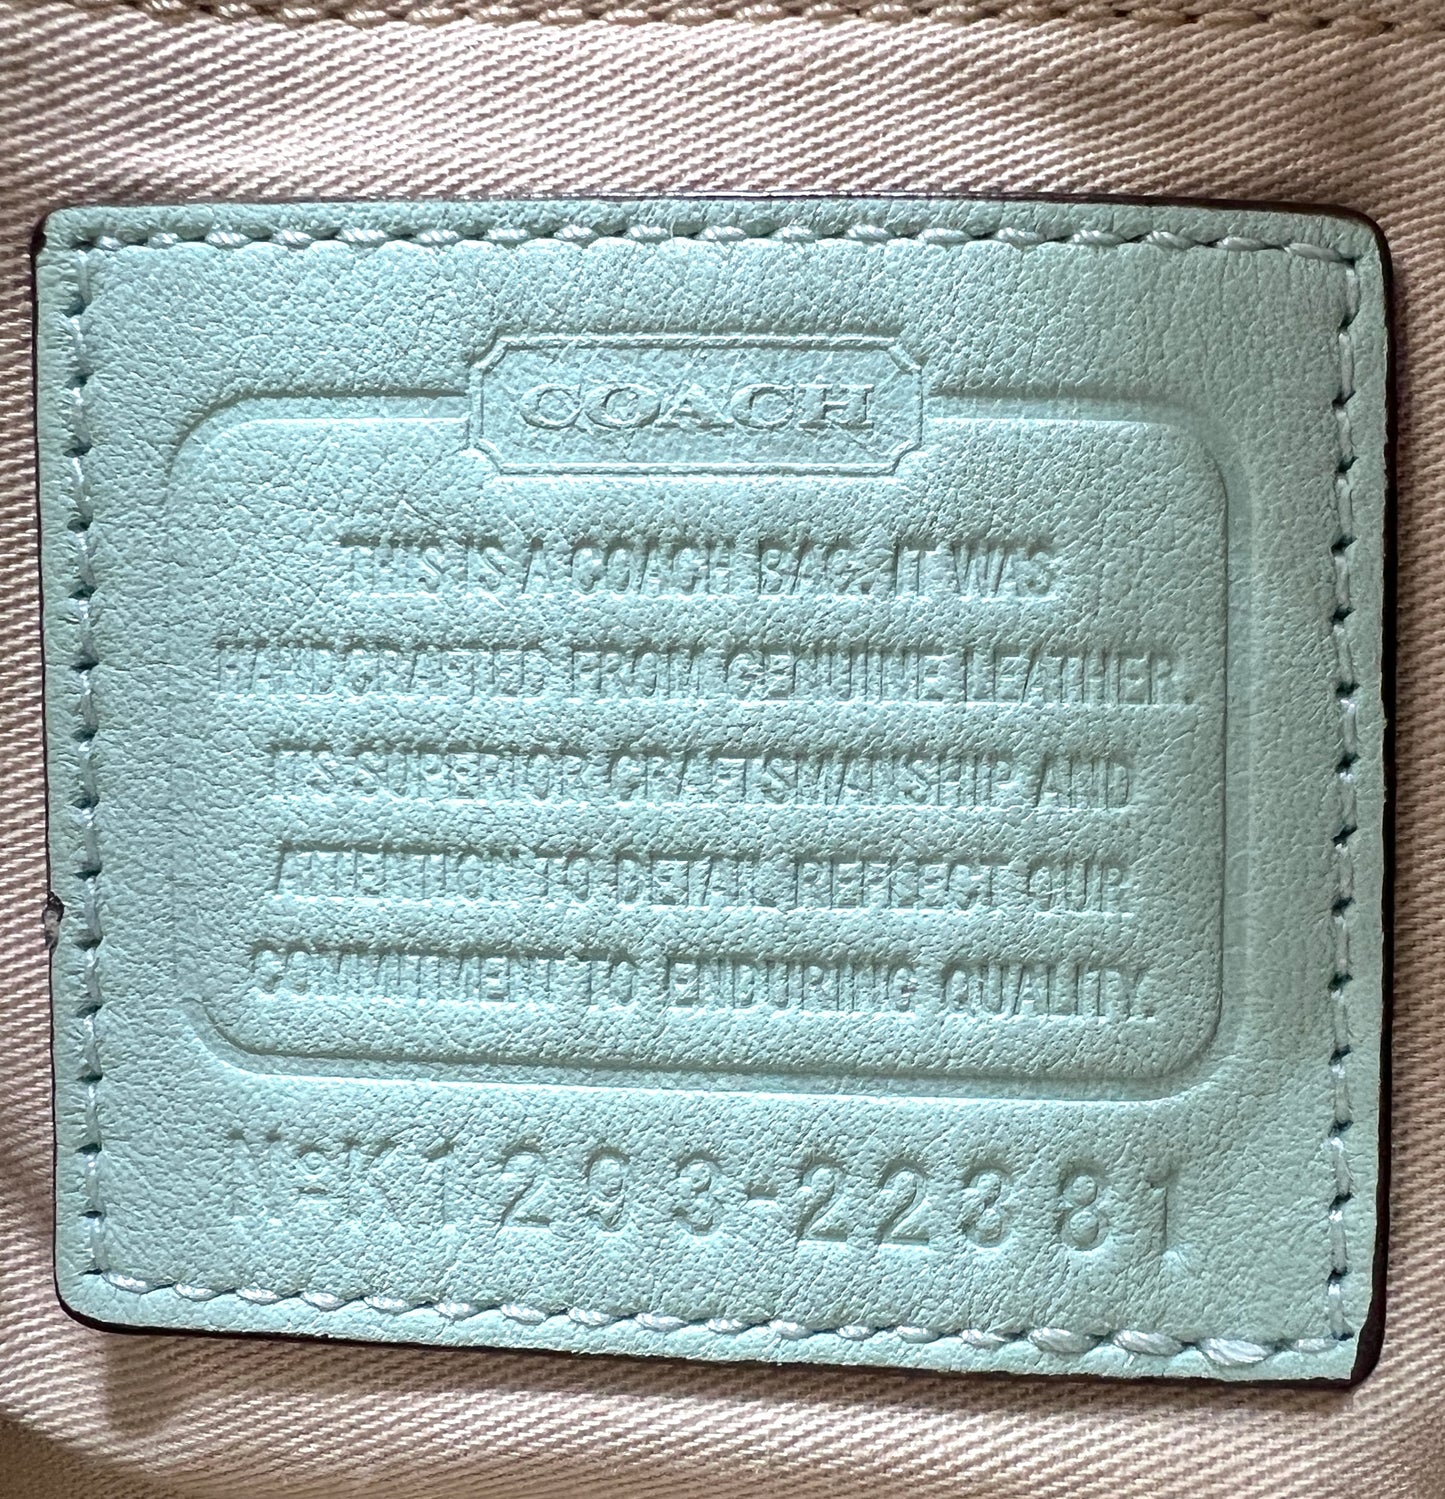 COACH
THIS IS A COACH BAG. IT WAS
HANDCRAFTED FROM GENUINE LEATHER.
ITS SUPERIOR CRAFTSMANSHIP AND
ATTENTION TO DETAIL REFLECT OUR
COMMITMENT TO ENDURING QUALITY.
Nº K1293-22381